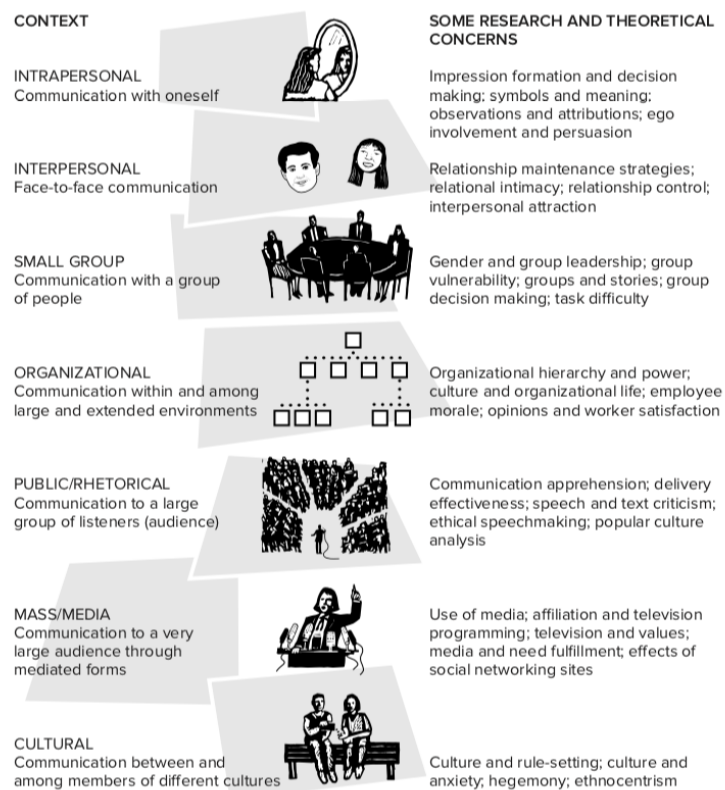 CONTEXT
SOME RESEARCH AND THEORETICAL
CONCERNS
INTRAPERSONAL
Communication with oneself
Impression formation and decision
making; symbols and meaning;
observations and attributions; ego
involvement and persuasion
INTERPERSONAL
Face-to-face communication
Relationship maintenance strategies;
relational intimacy; relationship control;
interpersonal attraction
SMALL GROUP
Communication with a group
of people
Gender and group leadership; group
vulnerability; groups and stories; group
decision making; task difficulty
ORGANIZATIONAL
Communication within and among
large and extended environments
Organizational hierarchy and power;
culture and organizational life; employee
morale; opinions and worker satisfaction
PUBLIC/RHETORICAL
Communication to a large
group of listeners (audience)
Communication apprehension; delivery
effectiveness; speech and text criticism;
ethical speechmaking; popular culture
analysis
MASS/MEDIA
Communication to a very
large audience through
mediated forms
Use of media; affiliation and television
programming; television and values;
media and need fulfillment; effects of
social networking sites
CULTURAL
Communication between and
among members of different cultures
Culture and rule-setting; culture and
anxiety; hegemony; ethnocentrism